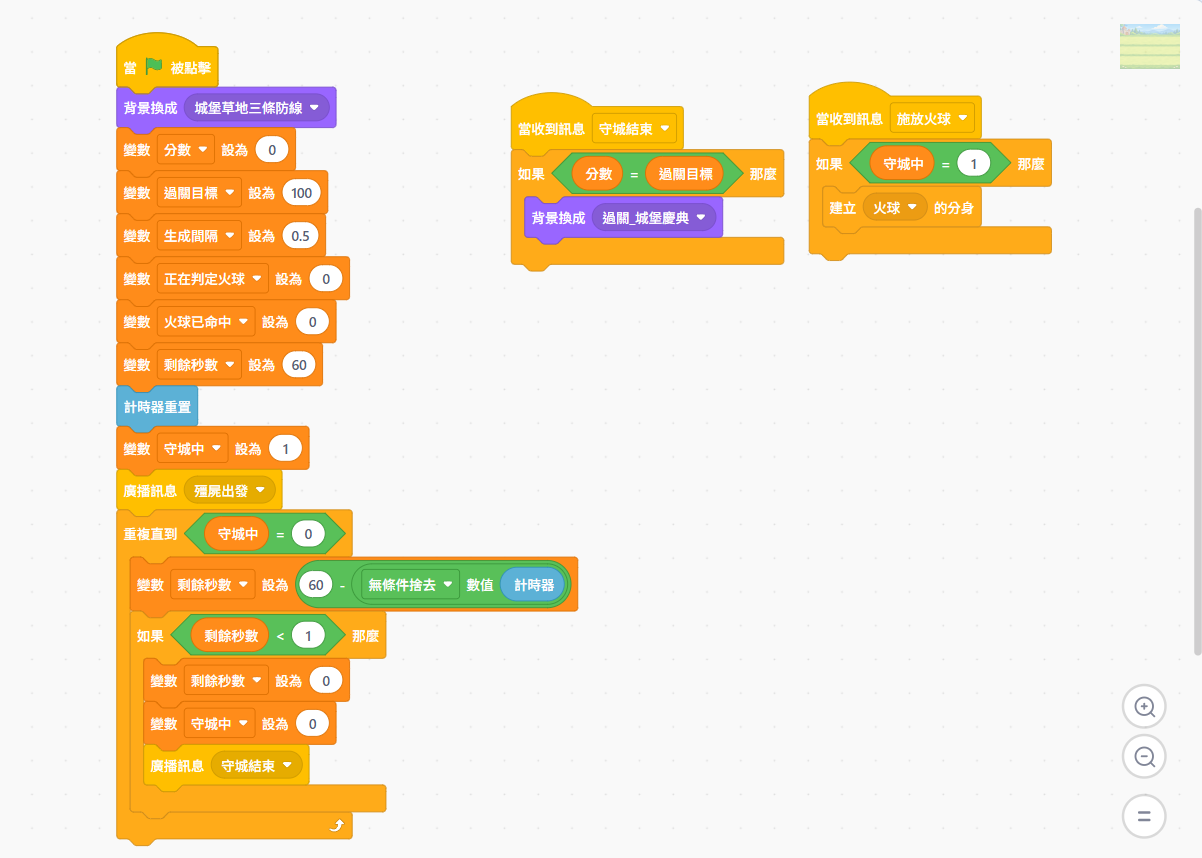 當 被點擊
背景換成 城堡草地三條防線
變數 分數 設為 0
變數 過關目標 設為 100
變數 生成間隔 設為 0.5
變數 正在判定火球 設為 0
變數 火球已命中 設為 0
變數 剩餘秒數 設為 60
計時器重置
變數 守城中 設為 1
廣播訊息 殭屍出發
重複直到 守城中 = 0
變數 剩餘秒數 設為 60 - 無條件捨去 數值 計時器
如果 剩餘秒數 < 1 那麼
變數 剩餘秒數 設為 0
變數 守城中 設為 0
廣播訊息 守城結束
當收到訊息 守城結束
如果 分數 = 過關目標 那麼
背景換成 過關_城堡慶典
當收到訊息 施放火球
如果 守城中 = 1 那麼
建立 火球 的分身